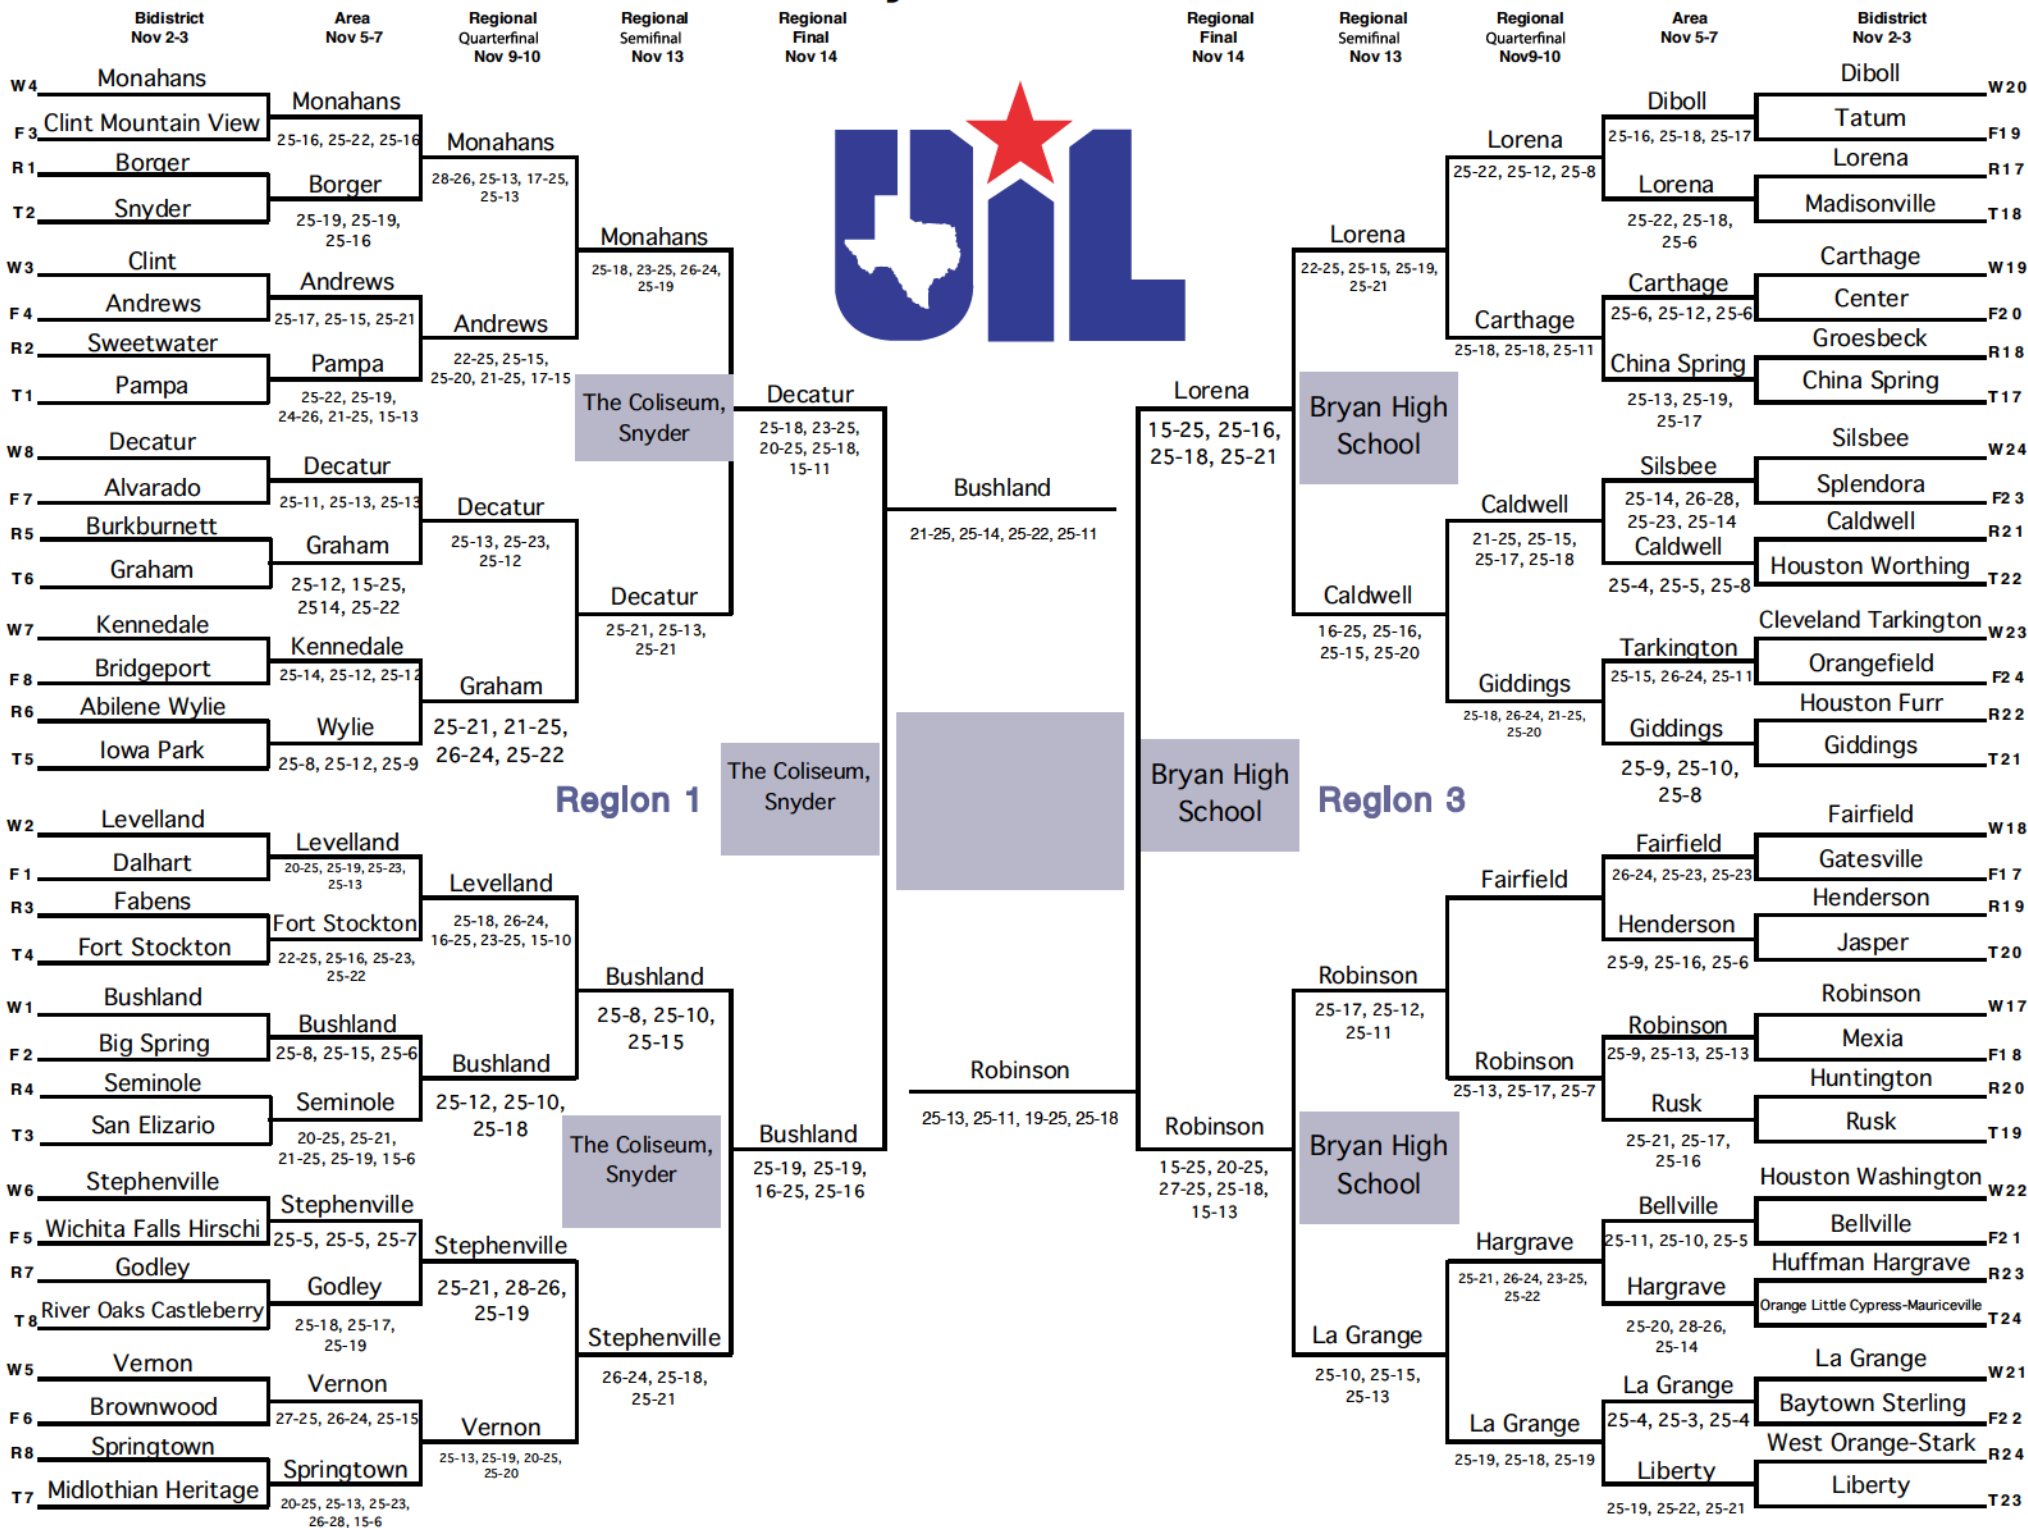 Bidistrict
Nov 2-3
Area
Nov 5-7
Regional
Quarterfinal
Nov 9-10
Regional
Semifinal
Nov 13
Regional
Final
Nov 14
Regional
Final
Nov 14
Regional
Semifinal
Nov 13
Regional
Quarterfinal
Nov9-10
Area
Nov 5-7
Bidistrict
Nov 2-3
W4 Monahans
F3 Clint Mountain View
R1 Borger
T2 Snyder
W3 Clint
F4 Andrews
R2 Sweetwater
T1 Pampa
W8 Decatur
F7 Alvarado
R5 Burkburnett
T6 Graham
W7 Kennedale
F8 Bridgeport
R6 Abilene Wylie
T5 Iowa Park
W2 Levelland
F1 Dalhart
R3 Fabens
T4 Fort Stockton
W1 Bushland
F2 Big Spring
R4 Seminole
T3 San Elizario
W6 Stephenville
F5 Wichita Falls Hirschi
R7 Godley
T8 River Oaks Castleberry
W5 Vernon
F6 Brownwood
R8 Springtown
T7 Midlothian Heritage
Monahans
25-16, 25-22, 25-16
Borger
25-19, 25-19,
25-16
Andrews
25-17, 25-15, 25-21
Pampa
25-22, 25-19,
24-26, 21-25, 15-13
Decatur
25-11, 25-13, 25-13
Graham
25-12, 15-25,
2514, 25-22
Kennedale
25-14, 25-12, 25-12
Wylie
25-8, 25-12, 25-9
Levelland
20-25, 25-19, 25-23,
25-13
Fort Stockton
22-25, 25-16, 25-23,
25-22
Bushland
25-8, 25-15, 25-6
Seminole
20-25, 25-21,
21-25, 25-19, 15-6
Stephenville
25-5, 25-5, 25-7
Godley
25-18, 25-17,
25-19
Vernon
27-25, 26-24, 25-15
Springtown
20-25, 25-13, 25-23,
26-28, 15-6
Monahans
28-26, 25-13, 17-25,
25-13
Andrews
22-25, 25-15,
25-20, 21-25, 17-15
Decatur
25-13, 25-23,
25-12
Graham
25-21, 21-25,
26-24, 25-22
Levelland
25-18, 26-24,
16-25, 23-25, 15-10
Bushland
25-12, 25-10,
25-18
Stephenville
25-21, 28-26,
25-19
Vernon
25-13, 25-19, 20-25,
25-20
Monahans
25-18, 23-25, 26-24,
25-19
The Coliseum,
Snyder
Decatur
25-21, 25-13,
25-21
Region 1
Bushland
25-8, 25-10,
25-15
The Coliseum,
Snyder
Stephenville
26-24, 25-18,
25-21
Decatur
25-18, 23-25,
20-25, 25-18,
15-11
The Coliseum,
Snyder
Bushland
25-19, 25-19,
16-25, 25-16
UIL
Bushland
21-25, 25-14, 25-22, 25-11
Robinson
25-13, 25-11, 19-25, 25-18
Lorena
15-25, 25-16,
25-18, 25-21
Bryan High
School
Robinson
15-25, 20-25,
27-25, 25-18,
15-13
Lorena
22-25, 25-15, 25-19,
25-21
Bryan High
School
Caldwell
16-25, 25-16,
25-15, 25-20
Region 3
Robinson
25-17, 25-12,
25-11
Bryan High
School
La Grange
25-10, 25-15,
25-13
Lorena
25-22, 25-12, 25-8
Carthage
25-18, 25-18, 25-11
Caldwell
21-25, 25-15,
25-17, 25-18
Giddings
25-18, 26-24, 21-25,
25-20
Fairfield
Robinson
25-13, 25-17, 25-7
Hargrave
25-21, 26-24, 23-25,
25-22
La Grange
25-19, 25-18, 25-19
Diboll
25-16, 25-18, 25-17
Lorena
25-22, 25-18,
25-6
Carthage
25-6, 25-12, 25-6
China Spring
25-13, 25-19,
25-17
Silsbee
25-14, 26-28,
25-23, 25-14
Caldwell
25-4, 25-5, 25-8
Tarkington
25-15, 26-24, 25-11
Giddings
25-9, 25-10,
25-8
Fairfield
26-24, 25-23, 25-23
Henderson
25-9, 25-16, 25-6
Robinson
25-9, 25-13, 25-13
Rusk
25-21, 25-17,
25-16
Bellville
25-11, 25-10, 25-5
Hargrave
25-20, 28-26,
25-14
La Grange
25-4, 25-3, 25-4
Liberty
25-19, 25-22, 25-21
Diboll W20
Tatum F19
Lorena R17
Madisonville T18
Carthage W19
Center F20
Groesbeck R18
China Spring T17
Silsbee W24
Splendora F23
Caldwell R21
Houston Worthing T22
Cleveland Tarkington W23
Orangefield F24
Houston Furr R22
Giddings T21
Fairfield W18
Gatesville F17
Henderson R19
Jasper T20
Robinson W17
Mexia F18
Huntington R20
Rusk T19
Houston Washington W22
Bellville F21
Huffman Hargrave R23
Orange Little Cypress-Mauriceville T24
La Grange W21
Baytown Sterling F22
West Orange-Stark R24
Liberty T23